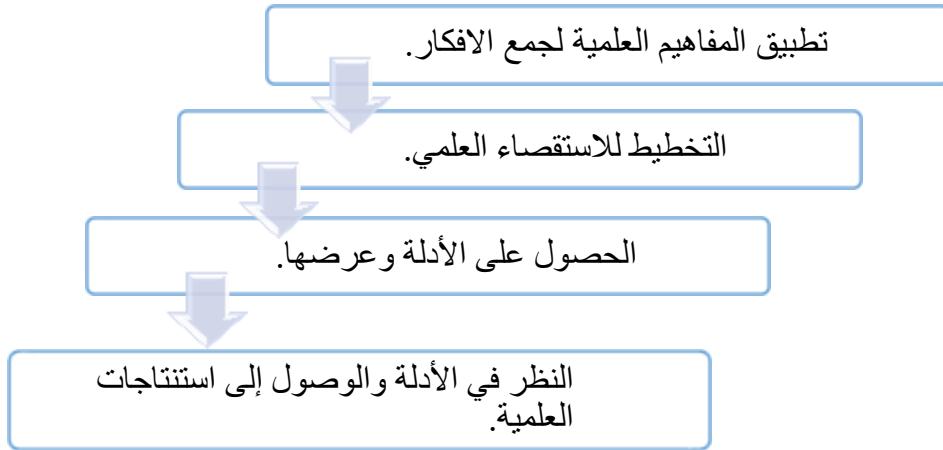 تطبيق المفاهيم العلمية لجمع الافكار.
التخطيط للاستقصاء العلمي.
الحصول على الأدلة وعرضها.
النظر في الأدلة والوصول إلى استنتاجات
العلمية.